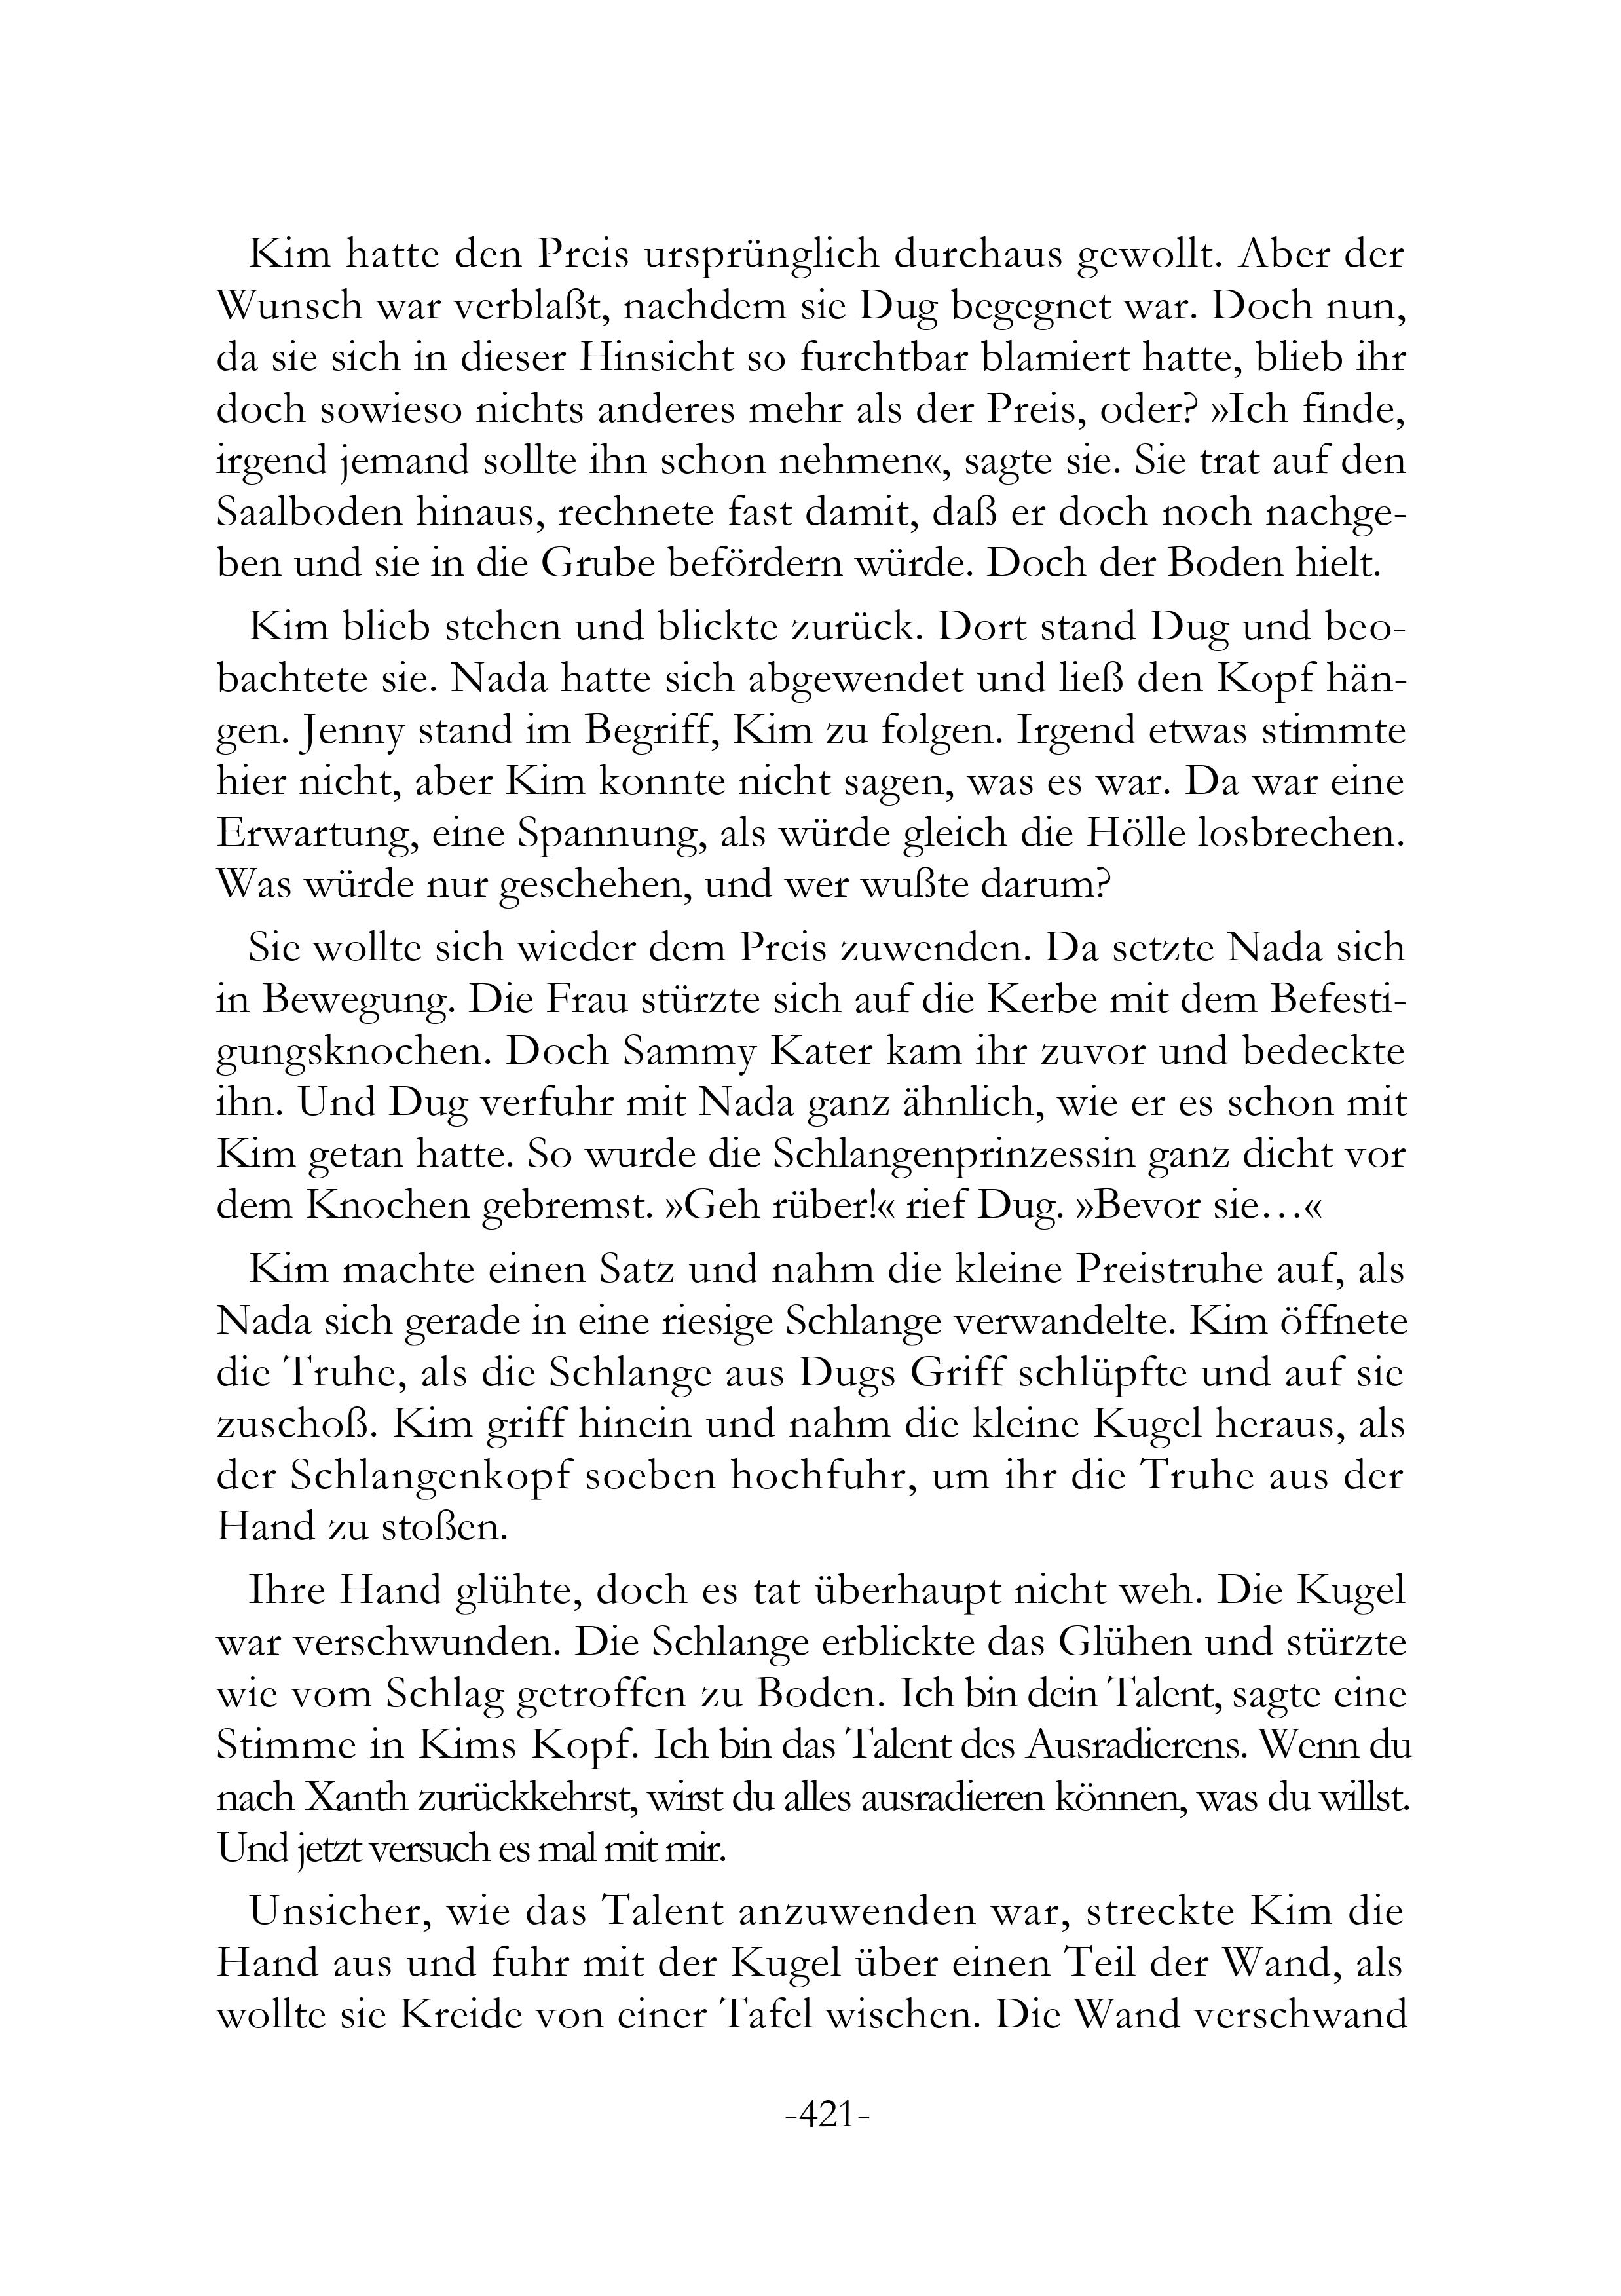 Kim hatte den Preis ursprünglich durchaus gewollt. Aber der
Wunsch war verblaßt, nachdem sie Dug begegnet war. Doch nun,
da sie sich in dieser Hinsicht so furchtbar blamiert hatte, blieb ihr
doch sowieso nichts anderes mehr als der Preis, oder? »Ich finde,
irgend jemand sollte ihn schon nehmen«, sagte sie. Sie trat auf den
Saalboden hinaus, rechnete fast damit, daß er doch noch nachge-
ben und sie in die Grube befördern würde. Doch der Boden hielt.
Kim blieb stehen und blickte zurück. Dort stand Dug und beo-
bachtete sie. Nada hatte sich abgewendet und ließ den Kopf hän-
gen. Jenny stand im Begriff, Kim zu folgen. Irgend etwas stimmte
hier nicht, aber Kim konnte nicht sagen, was es war. Da war eine
Erwartung, eine Spannung, als würde gleich die Hölle losbrechen.
Was würde nur geschehen, und wer wußte darum?
Sie wollte sich wieder dem Preis zuwenden. Da setzte Nada sich
in Bewegung. Die Frau stürzte sich auf die Kerbe mit dem Befesti-
gungsknochen. Doch Sammy Kater kam ihr zuvor und bedeckte
ihn. Und Dug verfuhr mit Nada ganz ähnlich, wie er es schon mit
Kim getan hatte. So wurde die Schlangenprinzessin ganz dicht vor
dem Knochen gebremst. »Geh rüber!« rief Dug. »Bevor sie…«
Kim machte einen Satz und nahm die kleine Preistruhe auf, als
Nada sich gerade in eine riesige Schlange verwandelte. Kim öffnete
die Truhe, als die Schlange aus Dugs Griff schlüpfte und auf sie
zuschoß. Kim griff hinein und nahm die kleine Kugel heraus, als
der Schlangenkopf soeben hochfuhr, um ihr die Truhe aus der
Hand zu stoßen.
Ihre Hand glühte, doch es tat überhaupt nicht weh. Die Kugel
war verschwunden. Die Schlange erblickte das Glühen und stürzte
wie vom Schlag getroffen zu Boden. Ich bin dein Talent, sagte eine
Stimme in Kims Kopf. Ich bin das Talent des Ausradierens. Wenn du
nach Xanth zurückkehrst, wirst du alles ausradieren können, was du willst.
Und jetzt versuch es mal mit mir.
Unsicher, wie das Talent anzuwenden war, streckte Kim die
Hand aus und fuhr mit der Kugel über einen Teil der Wand, als
wollte sie Kreide von einer Tafel wischen. Die Wand verschwand
-421-